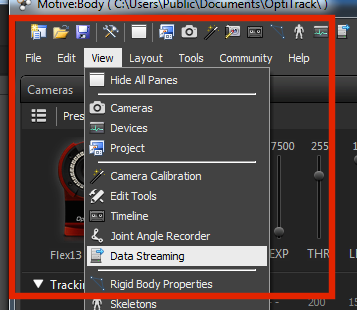 Motive:Body ( C:\Users\Public\Documents\OptiTrack\
File Edit View Layout Tools Community Help
Hide All Panes
Cameras
Cameras
Devices
Pres
Project
7500 255
Camera Calibration
Edit Tools
Timeline
Joint Angle Recorder
Flex13
Data Streaming
EXP THR
Trackin
Rigid Body Properties
Skeletons
200
150